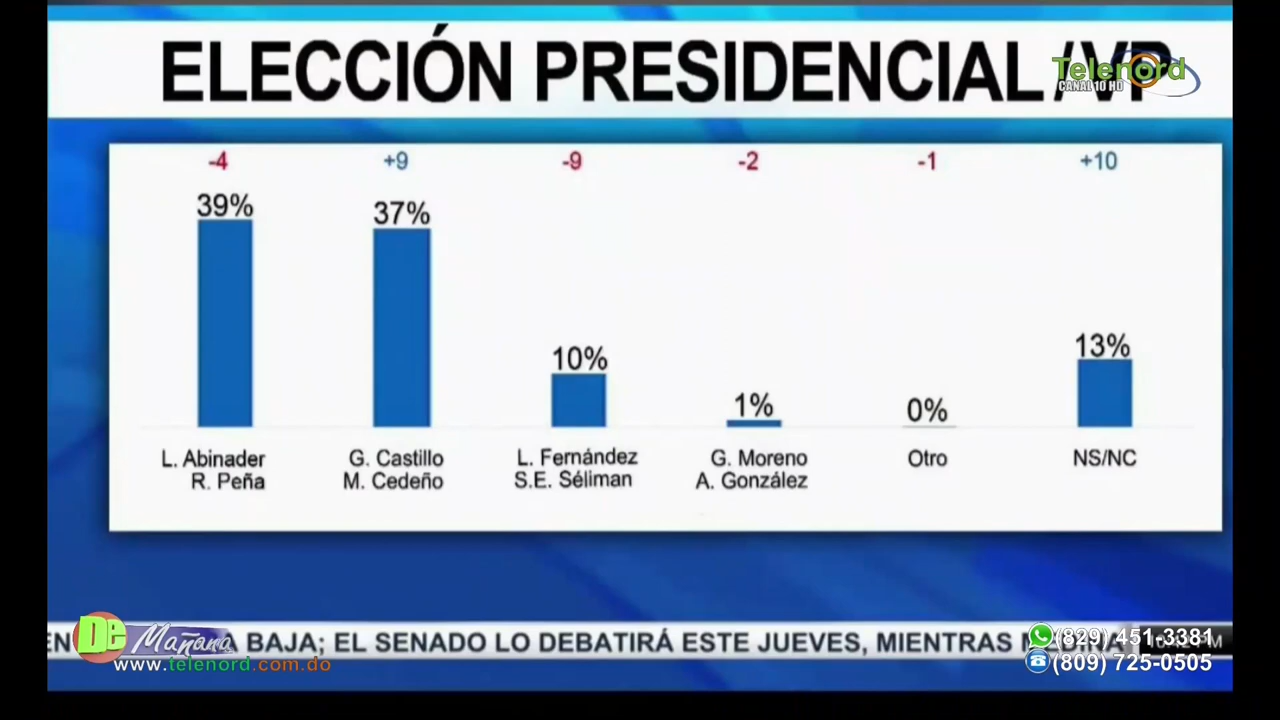 ELECCIÓN PRESIDENCIAL /VP
Telenord
CANAL 10 HD
-4 +9 -9 -2 -1 +10
39% 37% 10% 1% 0% 13%
L. Abinader G. Castillo L. Fernández G. Moreno Otro NS/NC
R. Peña M. Cedeño S.E. Séliman A. González
De Mañana BAJA; EL SENADO LO DEBATIRÁ ESTE JUEVES, MIENTRAS
(829) 451-3381
www.telenord.com.do
(809) 725-0505